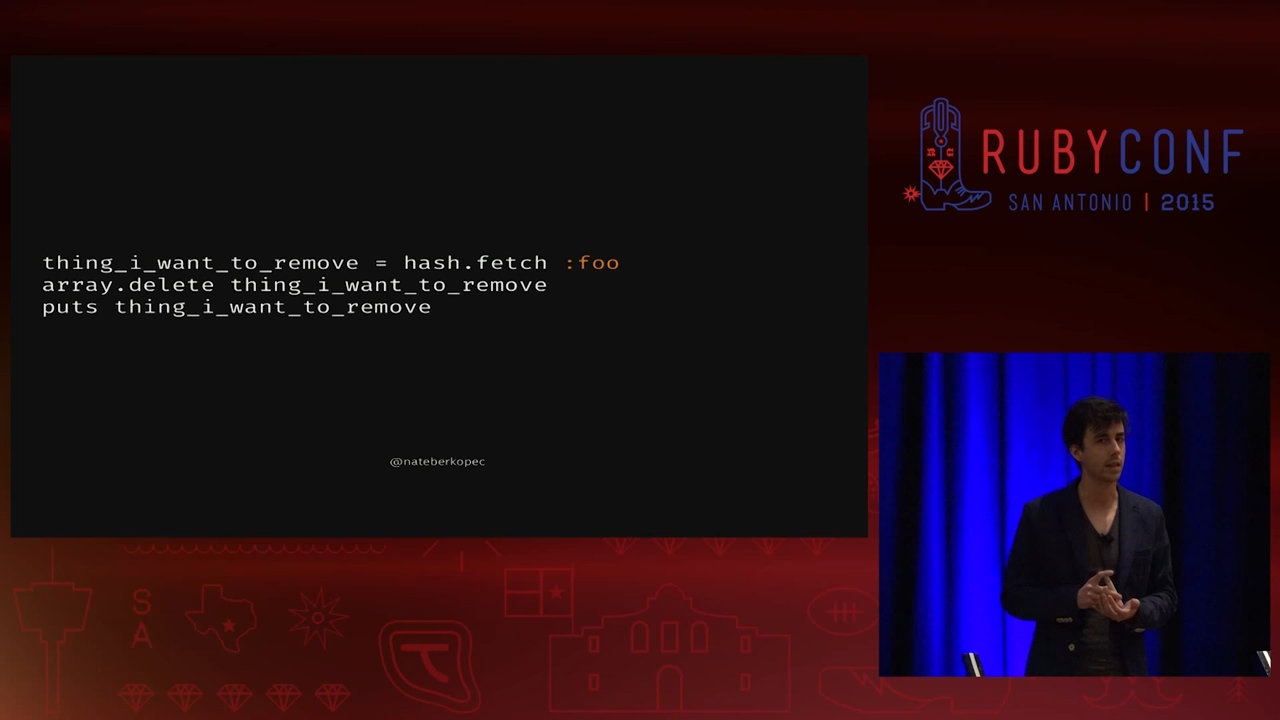 thing_i_want_to_remove = hash.fetch :foo
array.delete thing_i_want_to_remove
puts thing_i_want_to_remove
@nateberkopec
RUBYCONF
SAN ANTONIO | 2015
S
A